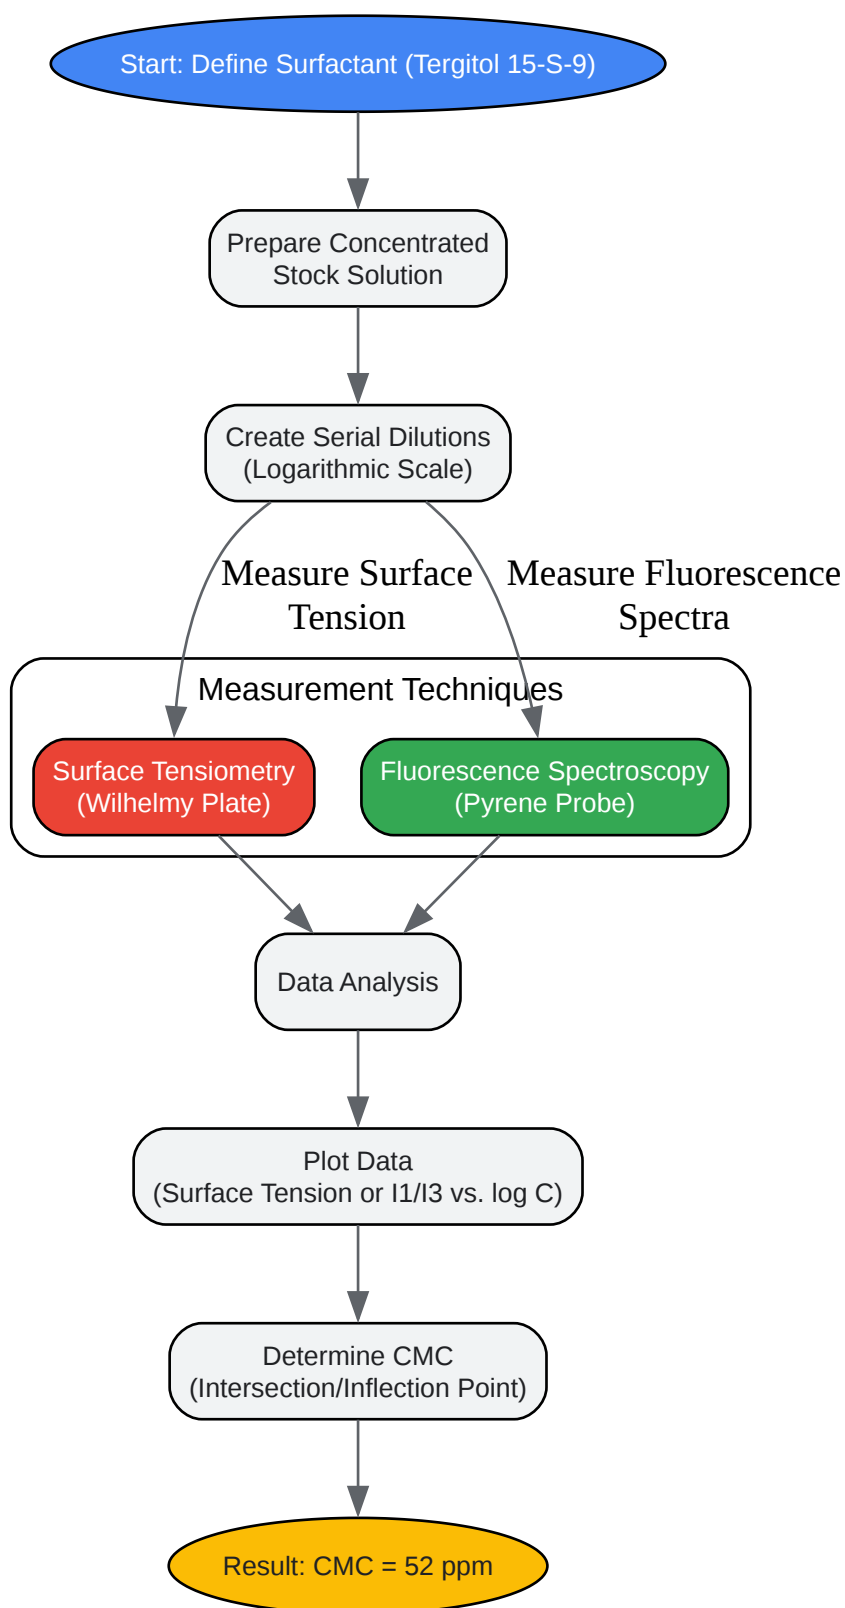 Start: Define Surfactant (Tergitol 15-S-9)
Prepare Concentrated
Stock Solution
Create Serial Dilutions
(Logarithmic Scale)
Measure Surface
Tension
Measure Fluorescence
Spectra
Measurement Techniques
Surface Tensiometry
(Wilhelmy Plate)
Fluorescence Spectroscopy
(Pyrene Probe)
Data Analysis
Plot Data
(Surface Tension or I1/I3 vs. log C)
Determine CMC
(Intersection/Inflection Point)
Result: CMC = 52 ppm